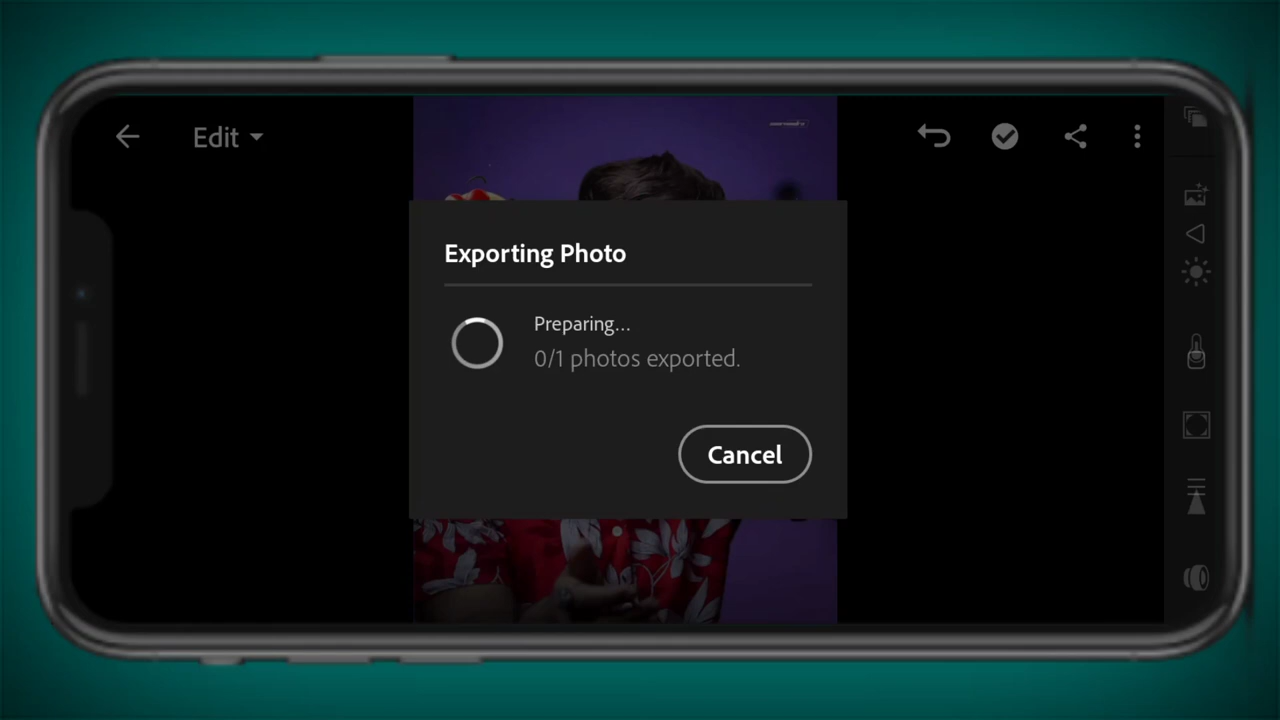 Edit
Exporting Photo
Preparing...
0/1 photos exported.
Cancel